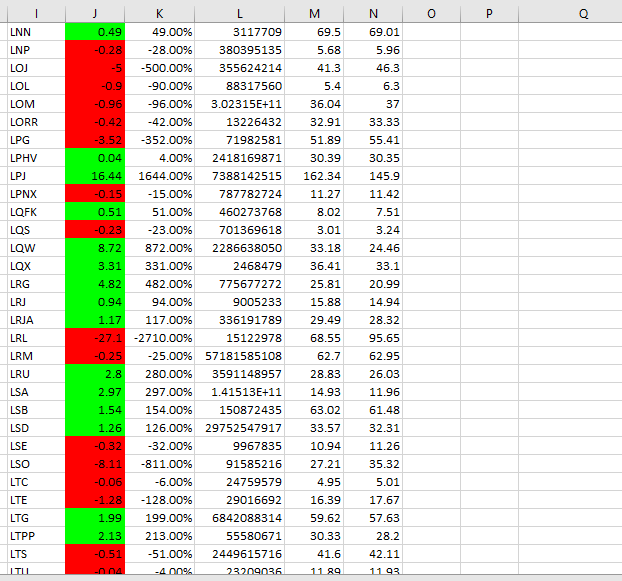 I J K L M N O P Q
LNN 0.49 49.00% 3117709 69.5 69.01
LNP -0.28 -28.00% 380395135 5.68 5.96
LOJ -5 -500.00% 355624214 41.3 46.3
LOL -0.9 -90.00% 88317560 5.4 6.3
LOM -0.96 -96.00% 3.02315E+11 36.04 37
LORR -0.42 -42.00% 13226432 32.91 33.33
LPG -3.52 -352.00% 71982581 51.89 55.41
LPHV 0.04 4.00% 2418169871 30.39 30.35
LPJ 16.44 1644.00% 7388142515 162.34 145.9
LPNX -0.15 -15.00% 787782724 11.27 11.42
LQFK 0.51 51.00% 460273768 8.02 7.51
LQS -0.23 -23.00% 701369618 3.01 3.24
LQW 8.72 872.00% 2286638050 33.18 24.46
LQX 3.31 331.00% 2468479 36.41 33.1
LRG 4.82 482.00% 775677272 25.81 20.99
LRJ 0.94 94.00% 9005233 15.88 14.94
LRJA 1.17 117.00% 336191789 29.49 28.32
LRL -27.1 -2710.00% 15122978 68.55 95.65
LRM -0.25 -25.00% 57181585108 62.7 62.95
LRU 2.8 280.00% 3591148957 28.83 26.03
LSA 2.97 297.00% 1.41513E+11 14.93 11.96
LSB 1.54 154.00% 150872435 63.02 61.48
LSD 1.26 126.00% 29752547917 33.57 32.31
LSE -0.32 -32.00% 9967835 10.94 11.26
LSO -8.11 -811.00% 91585216 27.21 35.32
LTC -0.06 -6.00% 24759579 4.95 5.01
LTE -1.28 -128.00% 29016692 16.39 17.67
LTG 1.99 199.00% 6842088314 59.62 57.63
LTPP 2.13 213.00% 55580671 30.33 28.2
LTS -0.51 -51.00% 2449615716 41.6 42.11
LTU -0.04 -4.00% 23209036 11.89 11.93